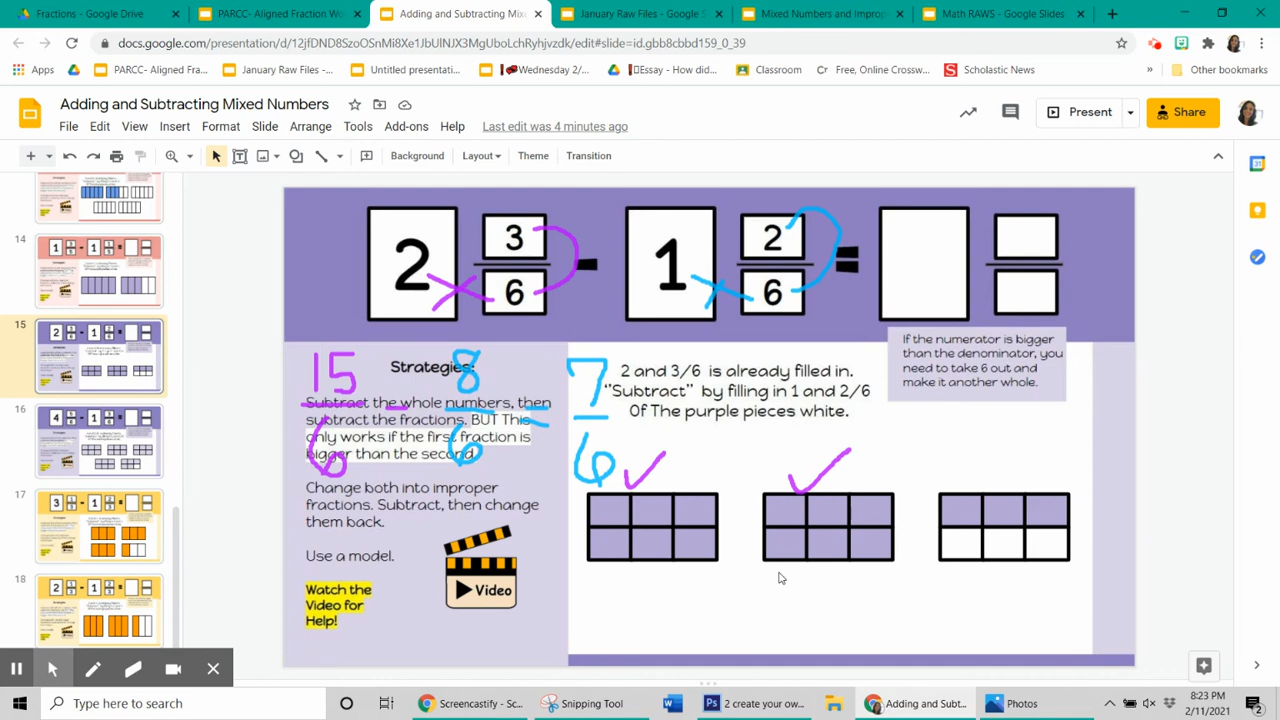 Fractions - Google Drive
PARCC- Aligned Fraction Wo
Adding and Subtracting Mixe
January Raw Files - Google S
Mixed Numbers and Improp
Math RAWS - Google Slides
docs.google.com/presentation/d/12jfDND8SzoOSnMi8Xe1JbUlNJX3MgUboLchRyhjvzdk/edit#slide=id.gbb8cbbd159_0_39
Apps
PARCC- Aligned Fra...
January Raw Files -...
Untitled presentati...
Wednesday 2/...
Essay - How did...
Classroom
Free, Online Crossw...
Scholastic News
Other bookmarks
Adding and Subtracting Mixed Numbers
Present
Share
File Edit View Insert Format Slide Arrange Tools Add-ons Help Last edit was 4 minutes ago
Background Layout Theme Transition
14
15
16
17
18
2 3/6 - 1 2/6 =
If the numerator is bigger
than the denominator, you
need to take 6 out and
make it another whole.
Strategies:
Subtract the whole numbers, then
subtract the fractions. BUT This
only works if the first fraction is
bigger than the second.
Change both into improper
fractions. Subtract, then change
them back.
Use a model.
Watch the
Video for
Help!
Video
15/6 - 8/6 = 7/6
2 and 3/6 is already filled in.
"Subtract" by filling in 1 and 2/6
Of The purple pieces white.
Type here to search
Screencastify - Sc...
Snipping Tool
2 create your ow...
Adding and Subt...
Photos
8:23 PM
2/11/2021
2